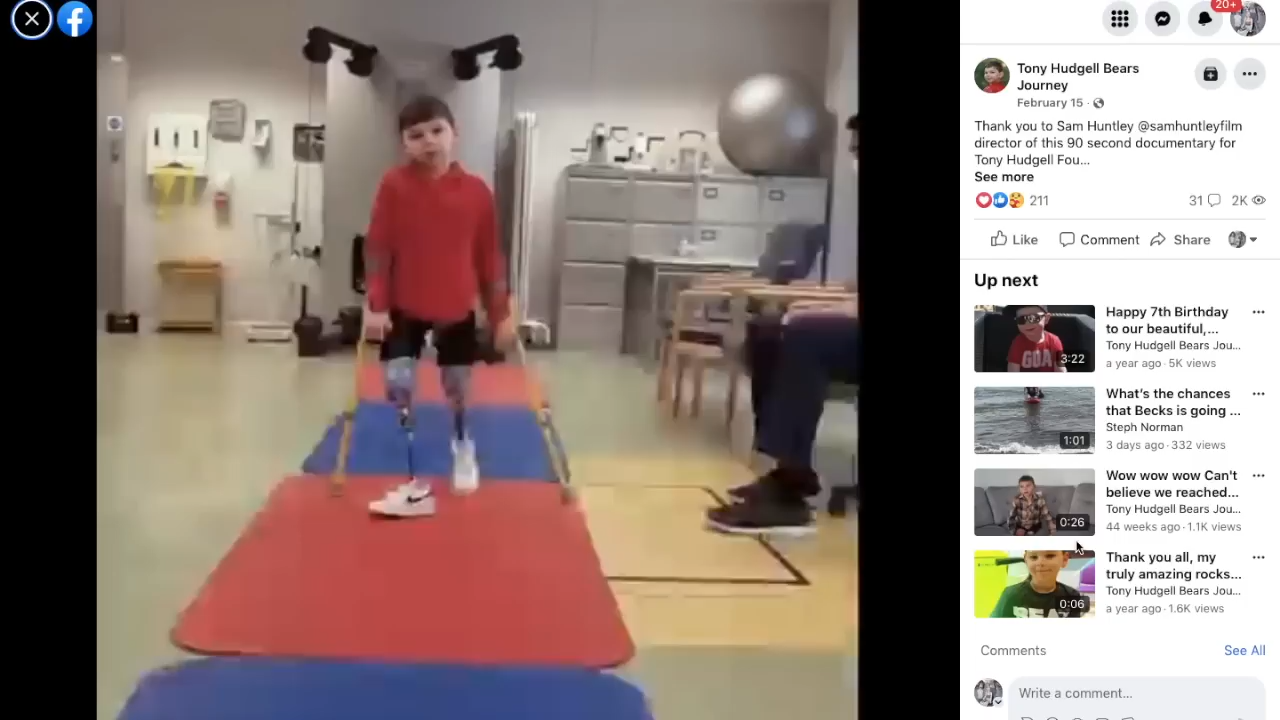 20+
Tony Hudgell Bears
Journey
February 15 ·
Thank you to Sam Huntley @samhuntleyfilm
director of this 90 second documentary for
Tony Hudgell Fou...
See more
211
31
2K
Like
Comment
Share
Up next
Happy 7th Birthday
to our beautiful,...
Tony Hudgell Bears Jou...
a year ago · 5K views
3:22
What's the chances
that Becks is going ...
Steph Norman
3 days ago · 332 views
1:01
Wow wow wow Can't
believe we reached...
Tony Hudgell Bears Jou...
44 weeks ago · 1.1K views
0:26
Thank you all, my
truly amazing rocks...
Tony Hudgell Bears Jou...
a year ago · 1.6K views
0:06
Comments
See All
Write a comment...